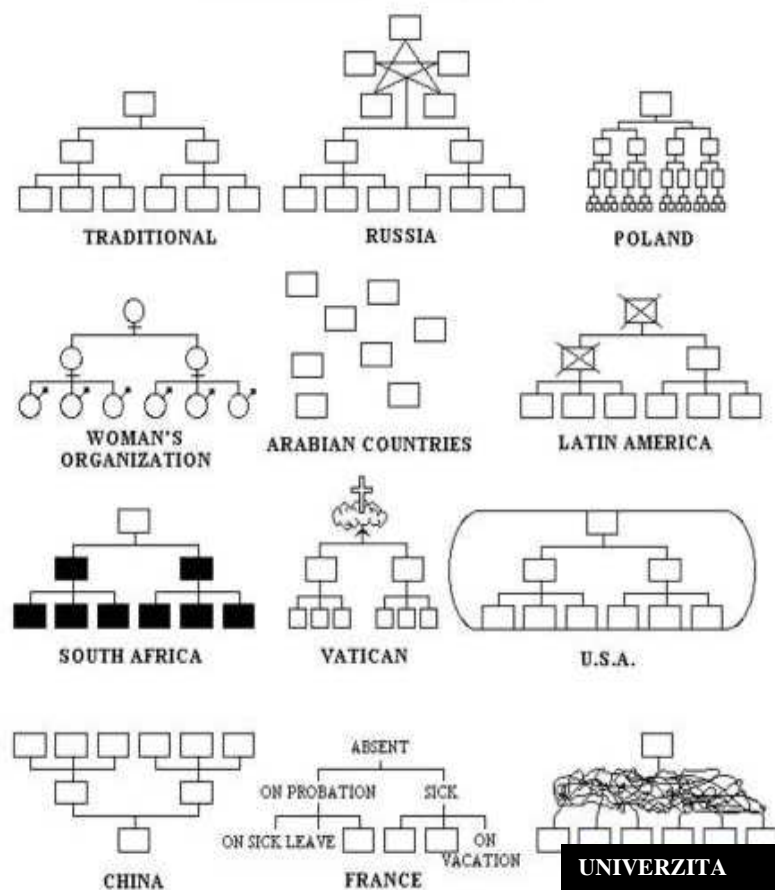 TRADITIONAL
RUSSIA
POLAND
WOMAN'S
ORGANIZATION
ARABIAN COUNTRIES
LATIN AMERICA
SOUTH AFRICA
VATICAN
U.S.A.
CHINA
ABSENT
ON PROBATION
SICK
ON SICK LEAVE
ON
VACATION
FRANCE
UNIVERZITA